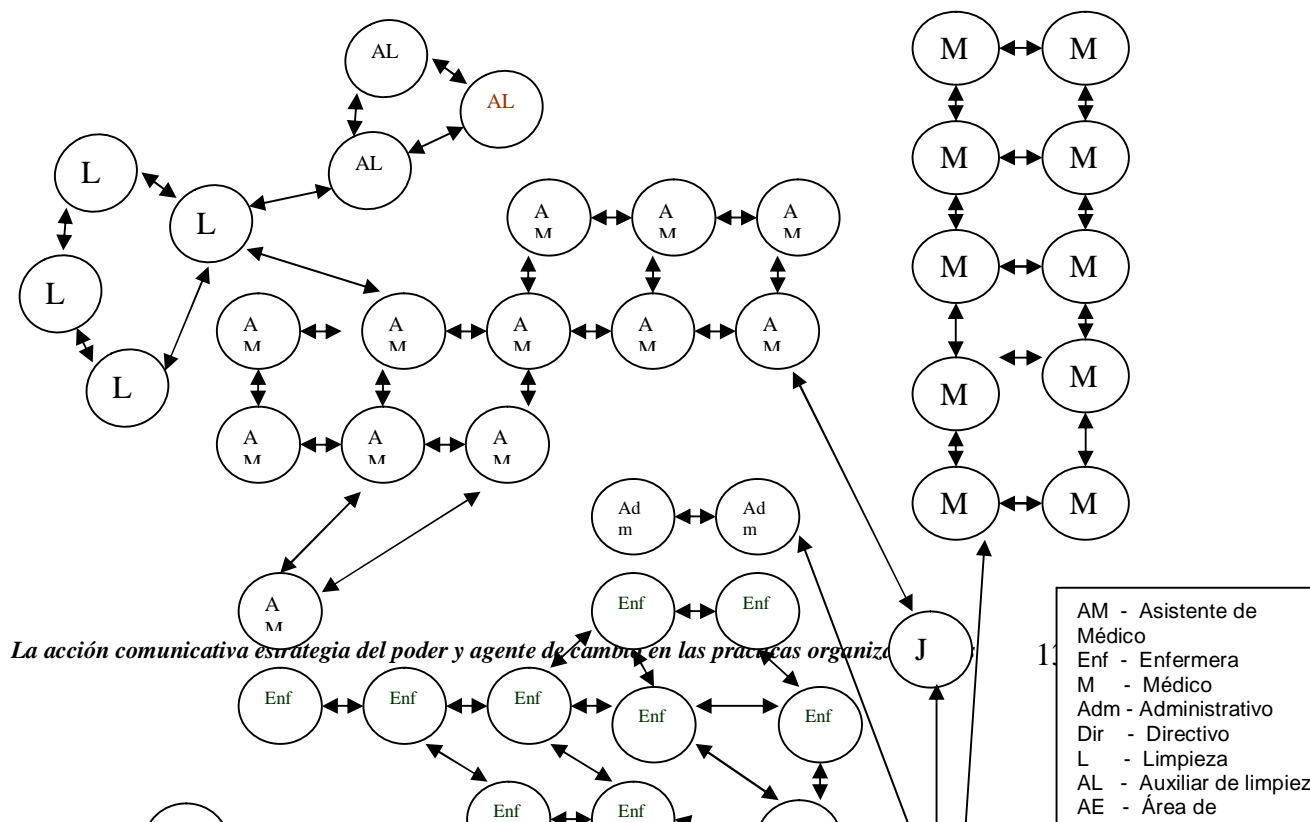 AL
AL
AL
L
L
L
L
M M
M M
M M
M M
M M
A
M
A
M
A
M
A
M
A
M
A
M
A
M
A
M
A
M
A
M
A
M
A
M
Ad
m
Ad
m
J
Enf Enf
La acción comunicativa estrategia del poder y agente de cambio en las prácticas
Enf Enf Enf Enf Enf
Enf Enf
AM - Asistente de
Médico
Enf - Enfermera
M - Médico
Adm - Administrativo
Dir - Directivo
L - Limpieza
AL - Auxiliar de limpiez
AE - Área de